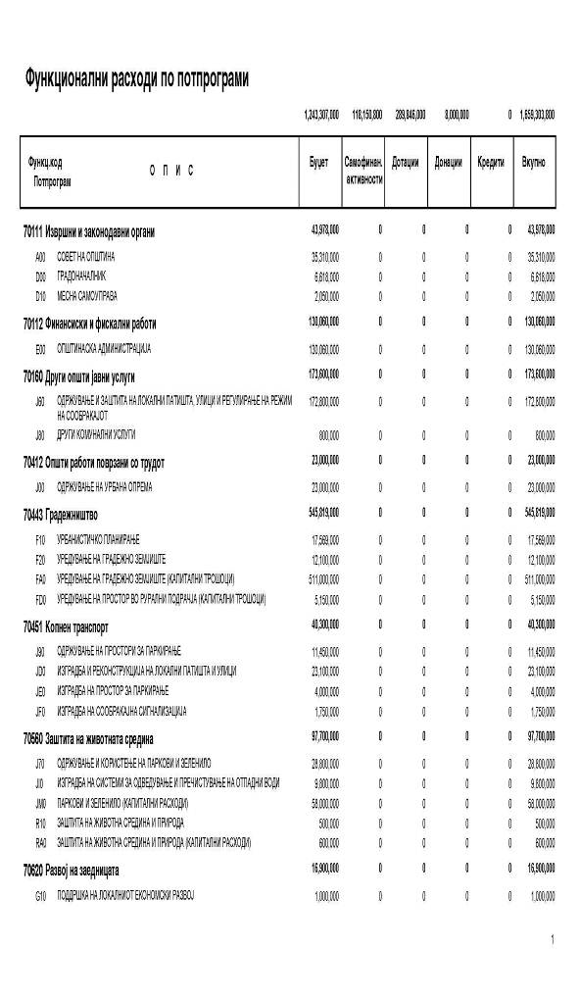 Функционални расходи по потпрограми
1,243,307,000 118,150,800 289,846,000 8,000,000 0 1,659,303,800
Функц.код О П И С Буџет Самофинан. Дотации Донации Кредити Вкупно
Потпрограм активности
70111 Извршни и законодавни органи 43,978,000 0 0 0 0 43,978,000
A00 СОВЕТ НА ОПШТИНА 35,310,000 0 0 0 0 35,310,000
D00 ГРАДОНАЧАЛНИК 6,618,000 0 0 0 0 6,618,000
D10 МЕСНА САМОУПРАВА 2,050,000 0 0 0 0 2,050,000
70112 Финансиски и фискални работи 130,060,000 0 0 0 0 130,060,000
E00 ОПШТИНАСКА АДМИНИСТРАЦИЈА 130,060,000 0 0 0 0 130,060,000
70160 Други општи јавни услуги 173,600,000 0 0 0 0 173,600,000
J60 ОДРЖУВАЊЕ И ЗАШТИТА НА ЛОКАЛНИ ПАТИШТА, УЛИЦИ И РЕГУЛИРАЊЕ НА РЕЖИМ 172,800,000 0 0 0 0 172,800,000
НА СООБРАКАЈОТ
J80 ДРУГИ КОМУНАЛНИ УСЛУГИ 800,000 0 0 0 0 800,000
70412 Општи работи поврзани со трудот 23,000,000 0 0 0 0 23,000,000
J00 ОДРЖУВАЊЕ НА УРБАНА ОПРЕМА 23,000,000 0 0 0 0 23,000,000
70443 Градежништво 545,819,000 0 0 0 0 545,819,000
F10 УРБАНИСТИЧКО ПЛАНИРАЊЕ 17,569,000 0 0 0 0 17,569,000
F20 УРЕДУВАЊЕ НА ГРАДЕЖНО ЗЕМЈИШТЕ 12,100,000 0 0 0 0 12,100,000
FA0 УРЕДУВАЊЕ НА ГРАДЕЖНО ЗЕМЈИШТЕ (КАПИТАЛНИ ТРОШОЦИ) 511,000,000 0 0 0 0 511,000,000
FD0 УРЕДУВАЊЕ НА ПРОСТОР ВО РУРАЛНИ ПОДРАЧЈА (КАПИТАЛНИ ТРОШОЦИ) 5,150,000 0 0 0 0 5,150,000
70451 Копнен транспорт 40,300,000 0 0 0 0 40,300,000
J90 ОДРЖУВАЊЕ НА ПРОСТОРИ ЗА ПАРКИРАЊЕ 11,450,000 0 0 0 0 11,450,000
JD0 ИЗГРАДБА И РЕКОНСТРУКЦИЈА НА ЛОКАЛНИ ПАТИШТА И УЛИЦИ 23,100,000 0 0 0 0 23,100,000
JE0 ИЗГРАДБА НА ПРОСТОР ЗА ПАРКИРАЊЕ 4,000,000 0 0 0 0 4,000,000
JF0 ИЗГРАДБА НА СООБРАКАЈНА СИГНАЛИЗАЦИЈА 1,750,000 0 0 0 0 1,750,000
70560 Заштита на животната средина 97,700,000 0 0 0 0 97,700,000
J70 ОДРЖУВАЊЕ И КОРИСТЕЊЕ НА ПАРКОВИ И ЗЕЛЕНИЛО 28,800,000 0 0 0 0 28,800,000
JI0 ИЗГРАДБА НА СИСТЕМИ ЗА ОДВЕДУВАЊЕ И ПРЕЧИСТУВАЊЕ НА ОТПАДНИ ВОДИ 9,800,000 0 0 0 0 9,800,000
JM0 ПАРКОВИ И ЗЕЛЕНИЛО (КАПИТАЛНИ РАСХОДИ) 58,000,000 0 0 0 0 58,000,000
R10 ЗАШТИТА НА ЖИВОТНА СРЕДИНА И ПРИРОДА 500,000 0 0 0 0 500,000
RA0 ЗАШТИТА НА ЖИВОТНА СРЕДИНА И ПРИРОДА (КАПИТАЛНИ РАСХОДИ) 600,000 0 0 0 0 600,000
70620 Развој на заедницата 16,900,000 0 0 0 0 16,900,000
G10 ПОДДРШКА НА ЛОКАЛНИОТ ЕКОНОМСКИ РАЗВОЈ 1,000,000 0 0 0 0 1,000,000
1